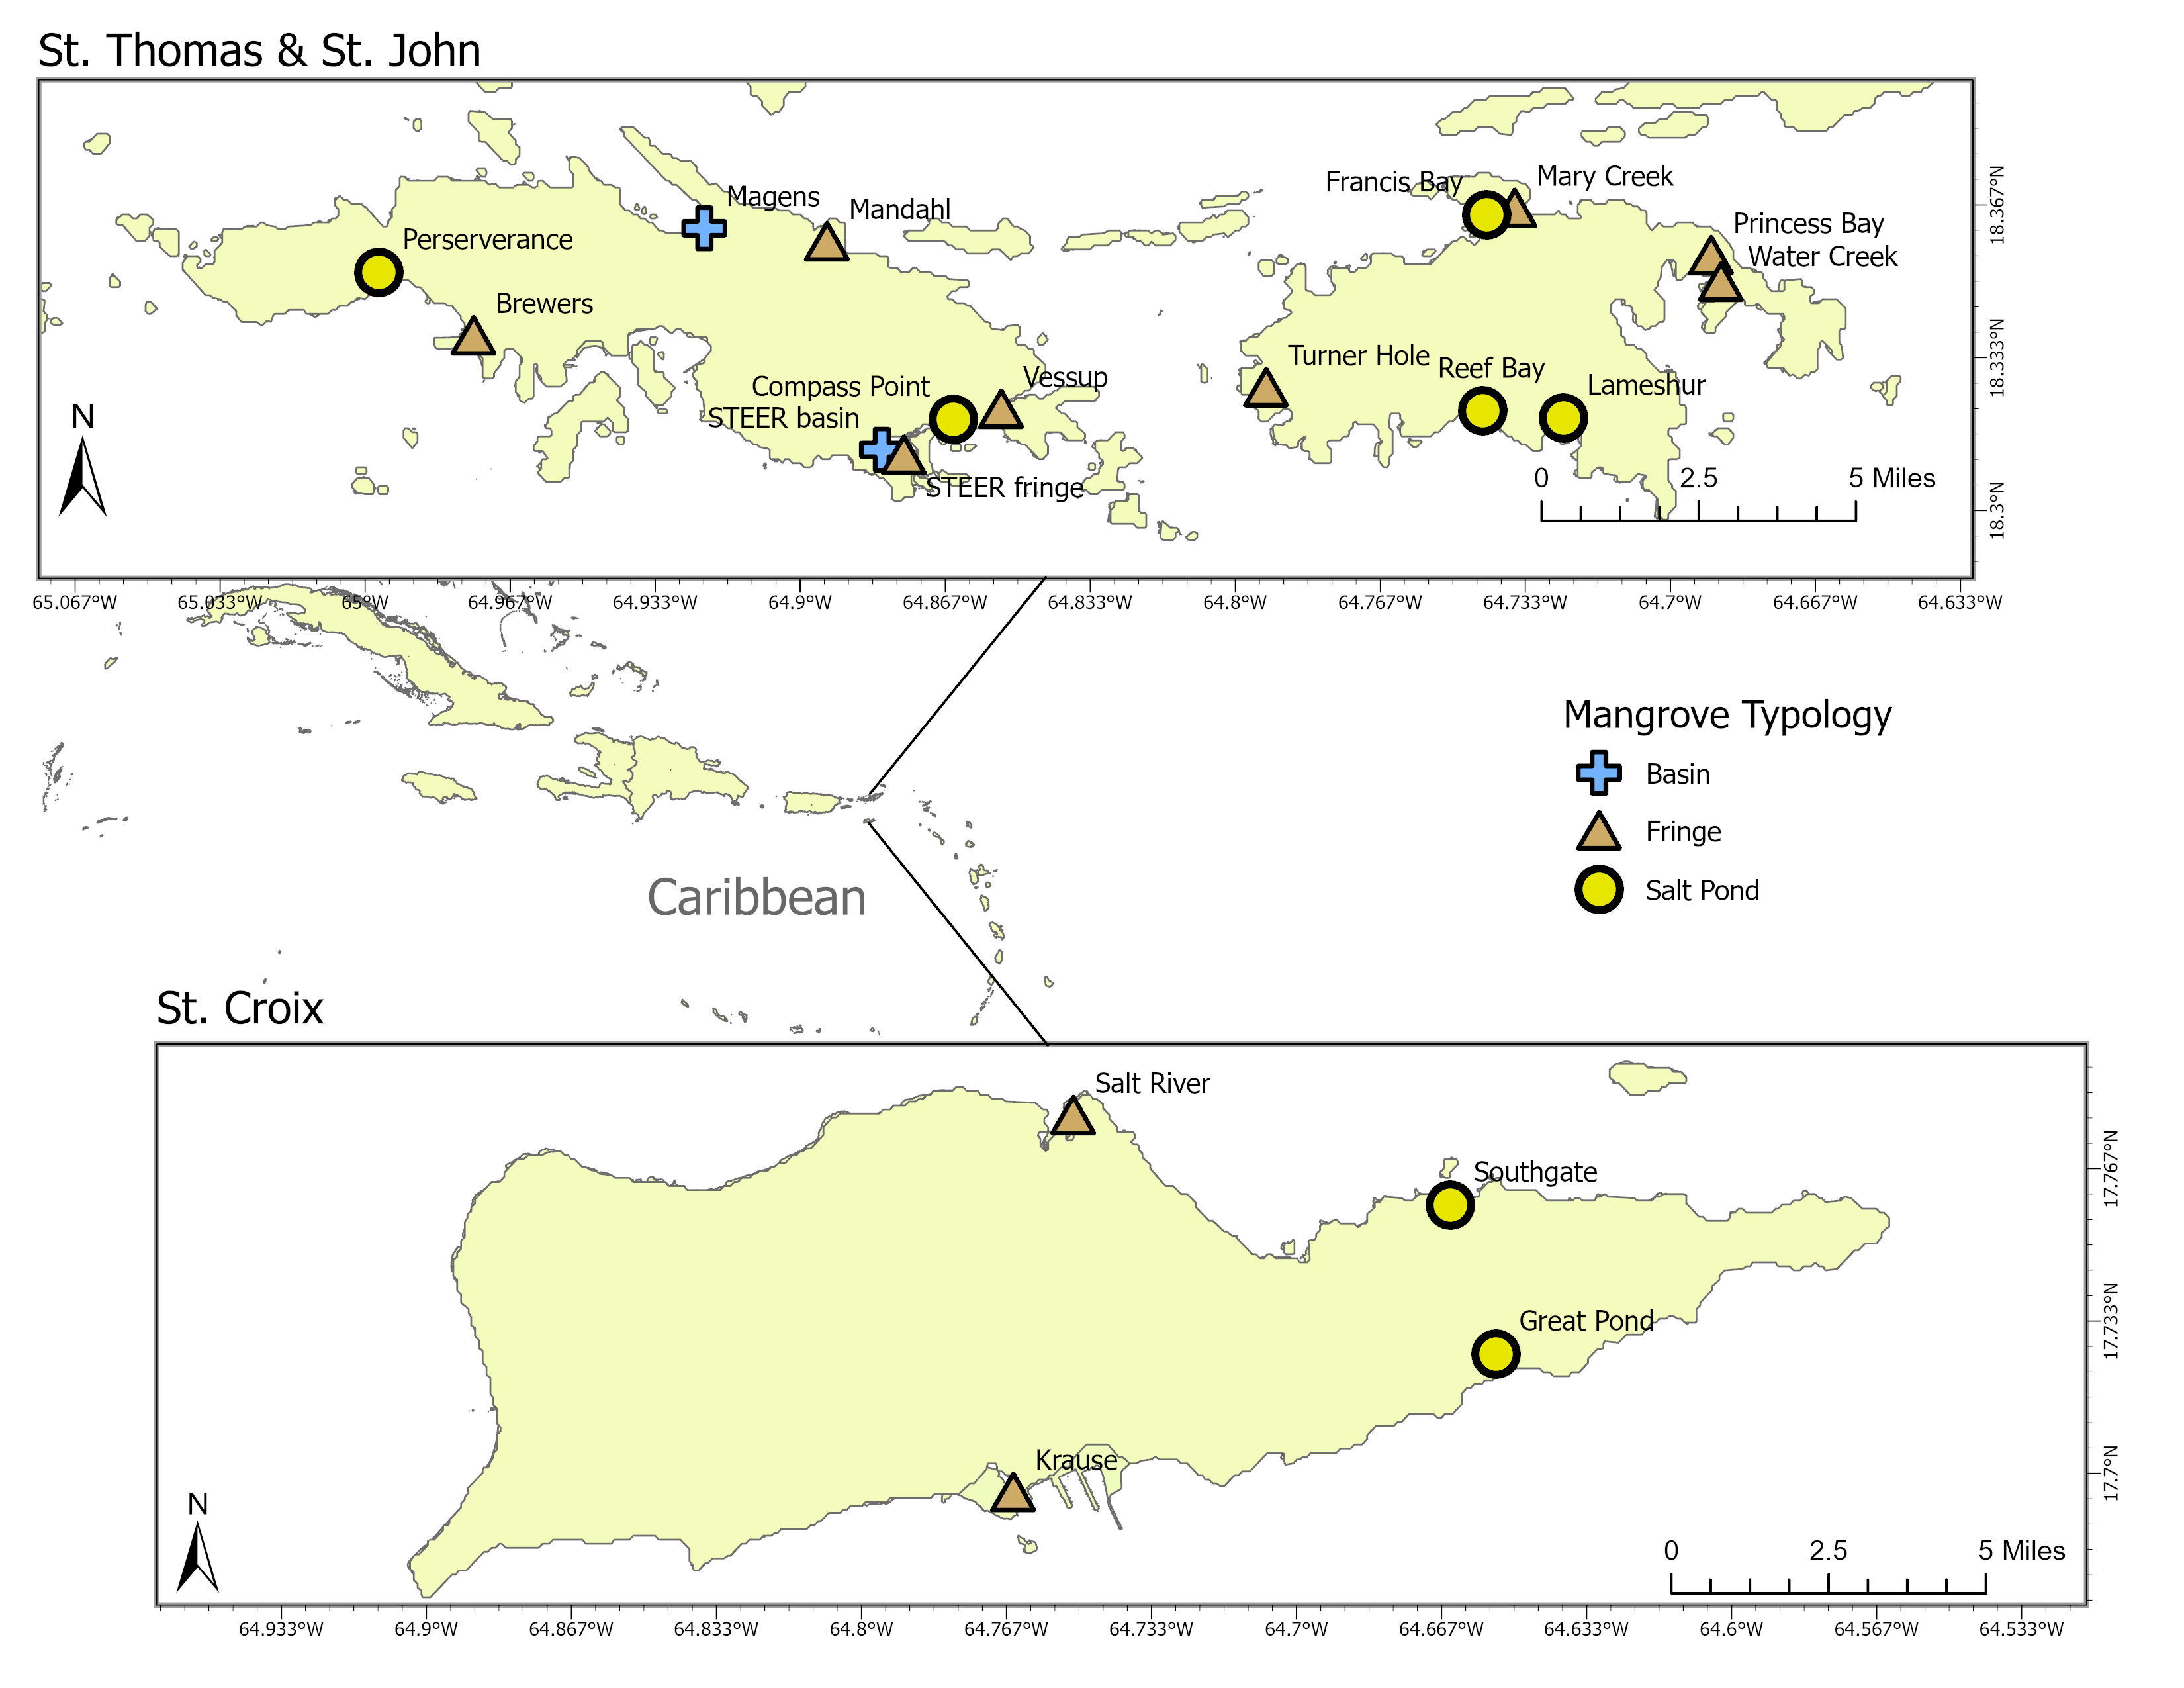 St. Thomas & St. John
Magens
Mandahl
Perserverance
Brewers
Francis Bay
Mary Creek
Princess Bay
Water Creek
Compass Point
Vessup
STEER basin
STEER fringe
Turner Hole
Reef Bay
Lameshur
N
0 2.5 5 Miles
18.367°N
18.333°N
18.3°N
65.067°W 65.033°W 65°W 64.967°W 64.933°W 64.9°W 64.867°W 64.833°W 64.8°W 64.767°W 64.733°W 64.7°W 64.667°W 64.633°W
Mangrove Typology
Basin
Fringe
Salt Pond
Caribbean
St. Croix
Salt River
Southgate
Great Pond
Krause
N
0 2.5 5 Miles
17.767°N
17.733°N
17.7°N
64.933°W 64.9°W 64.867°W 64.833°W 64.8°W 64.767°W 64.733°W 64.7°W 64.667°W 64.633°W 64.6°W 64.567°W 64.533°W